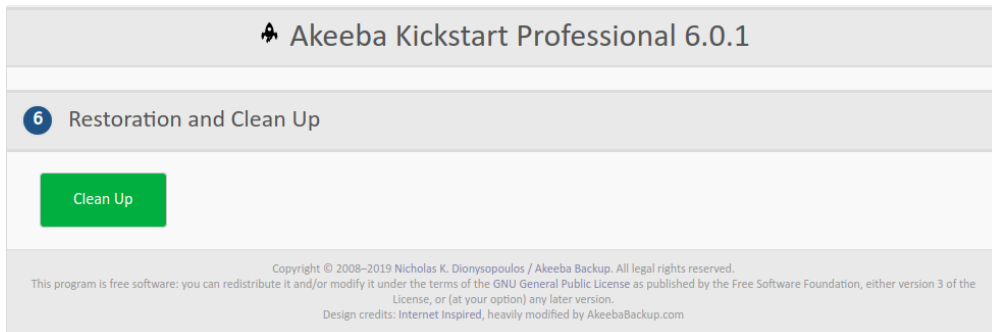 Akeeba Kickstart Professional 6.0.1
6 Restoration and Clean Up
Clean Up
Copyright © 2008–2019 Nicholas K. Dionysopoulos / Akeeba Backup. All legal rights reserved.
This program is free software: you can redistribute it and/or modify it under the terms of the GNU General Public License as published by the Free Software Foundation, either version 3 of the
License, or (at your option) any later version.
Design credits: Internet Inspired, heavily modified by AkeebaBackup.com